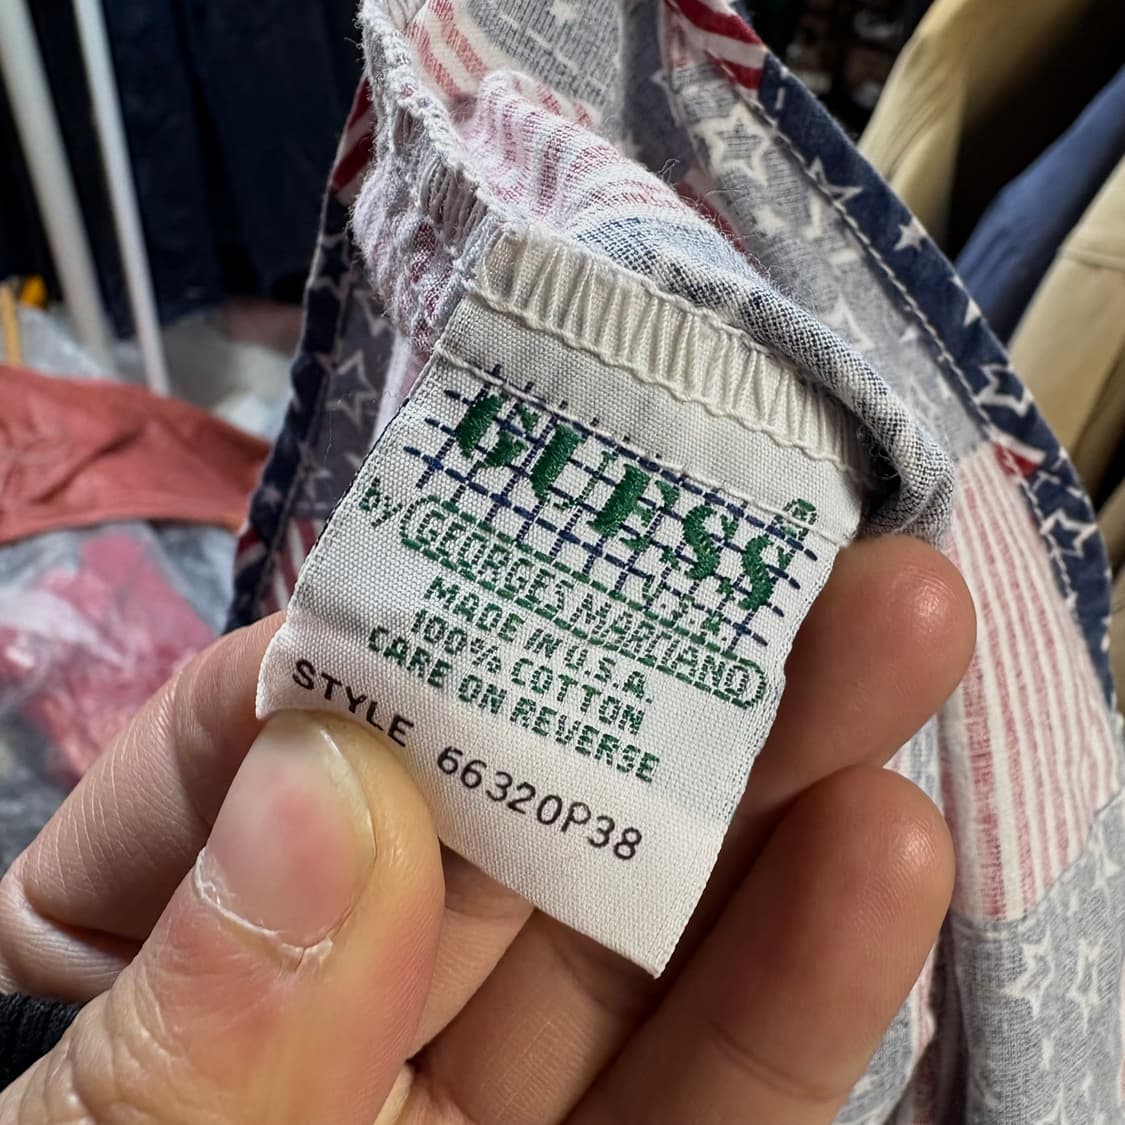 GUESS ®
by GEORGES MARCIANO
U.S.A.
MADE IN U.S.A.
100% COTTON
CARE ON REVERSE
STYLE 66320P38